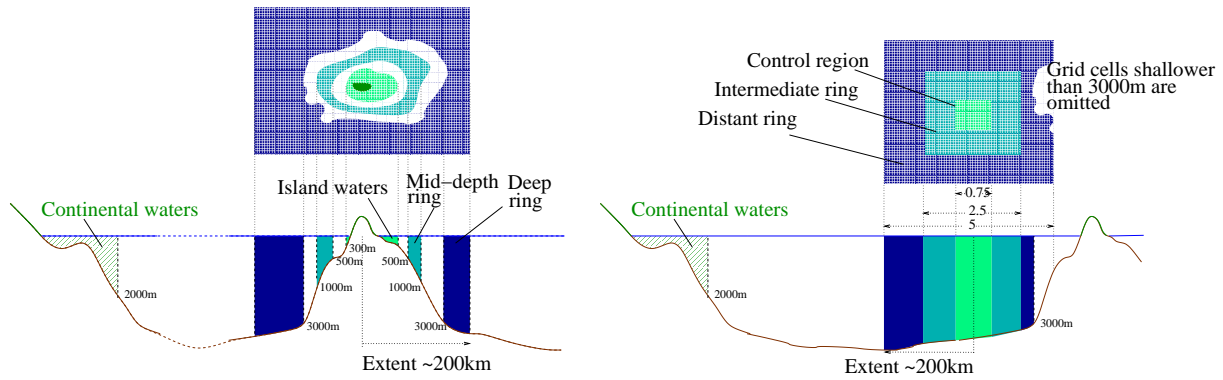 Island waters
Mid-depth
ring
Deep
ring
Continental waters
300m
500m
500m
1000m
1000m
2000m
3000m
3000m
Extent ~200km
Control region
Intermediate ring
Distant ring
Grid cells shallower
than 3000m are
omitted
0.75
2.5
5
Continental waters
2000m
3000m
Extent ~200km